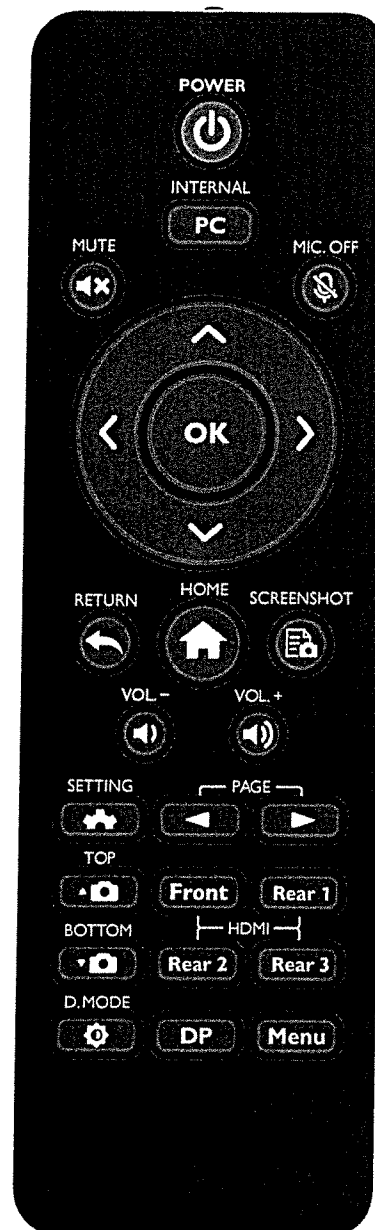 POWER
INTERNAL
PC
MUTE
MIC. OFF
OK
RETURN
HOME
SCREENSHOT
VOL. -
VOL. +
SETTING
PAGE
TOP
Front
Rear 1
BOTTOM
HDMI
Rear 2
Rear 3
D.MODE
DP
Menu